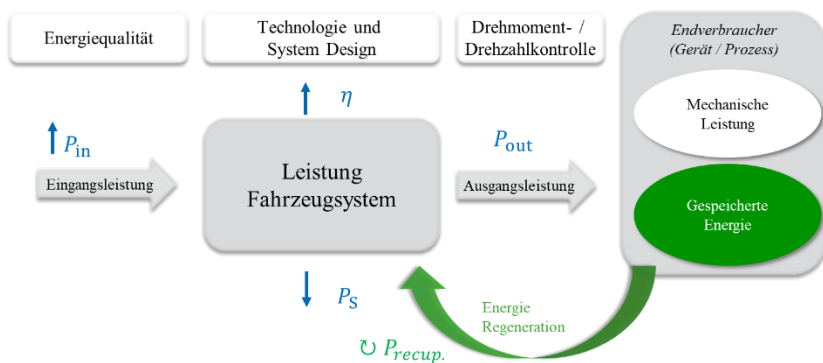 Energiequalität
Technologie und
System Design
Drehmoment- /
Drehzahlkontrolle
Endverbraucher
(Gerät / Prozess)
η
Mechanische
Leistung
P_in
P_out
Eingangsleistung
Leistung
Fahrzeugsystem
Ausgangsleistung
Gespeicherte
Energie
P_S
Energie
Regeneration
↻ P_recup.